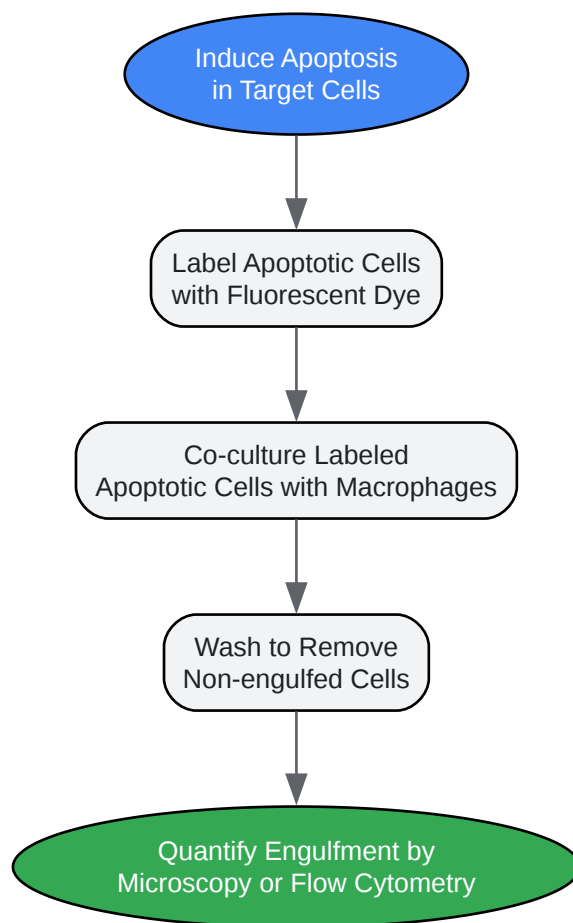 Induce Apoptosis
in Target Cells
Label Apoptotic Cells
with Fluorescent Dye
Co-culture Labeled
Apoptotic Cells with Macrophages
Wash to Remove
Non-engulfed Cells
Quantify Engulfment by
Microscopy or Flow Cytometry